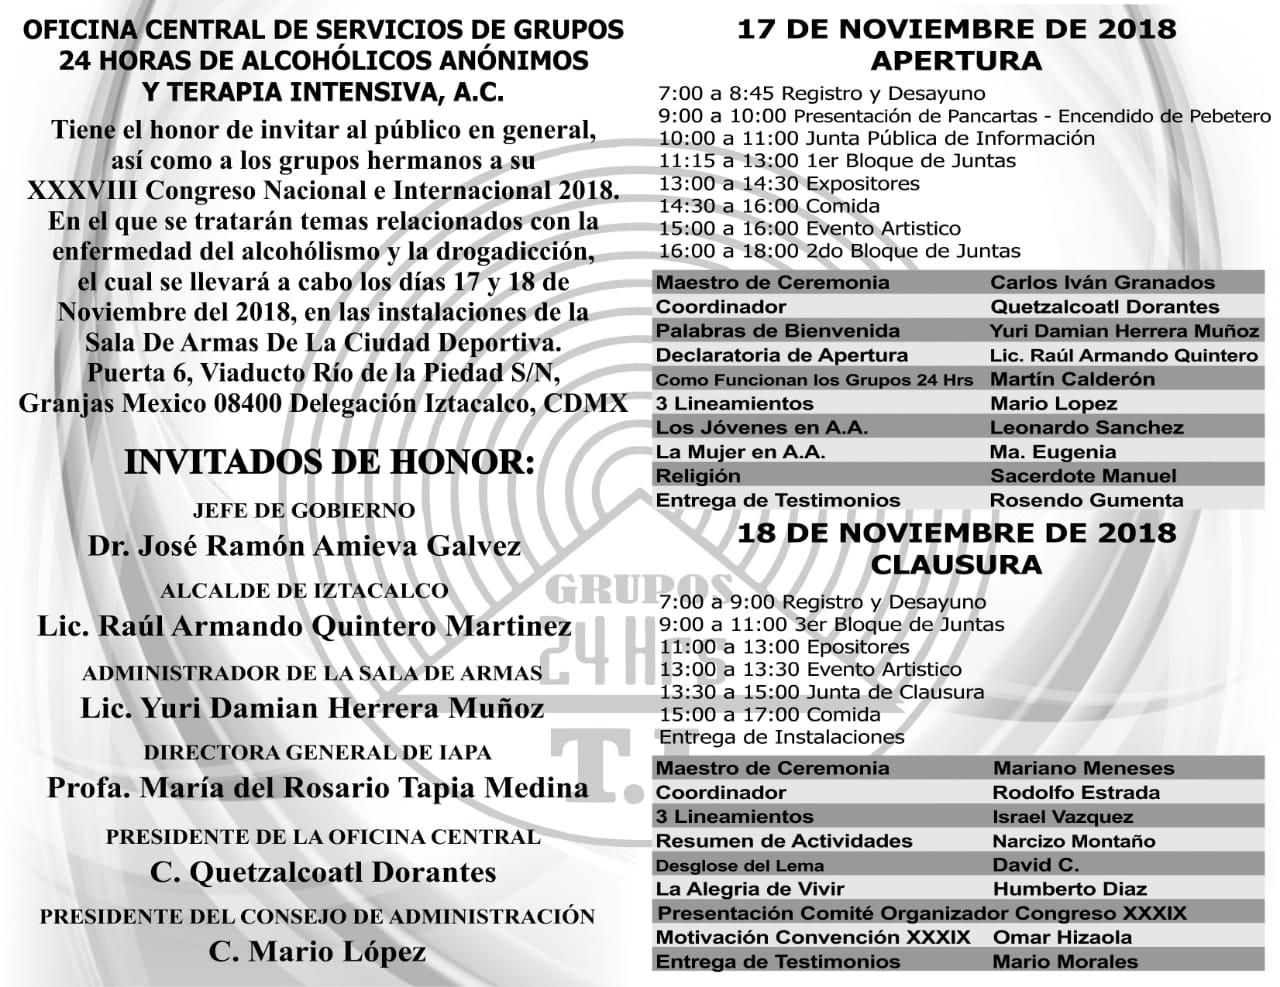 OFICINA CENTRAL DE SERVICIOS DE GRUPOS
24 HORAS DE ALCOHÓLICOS ANÓNIMOS
Y TERAPIA INTENSIVA, A.C.
Tiene el honor de invitar al público en general,
así como a los grupos hermanos a su
XXXVIII Congreso Nacional e Internacional 2018.
En el que se tratarán temas relacionados con la
enfermedad del alcohólismo y la drogadicción,
el cual se llevará a cabo los días 17 y 18 de
Noviembre del 2018, en las instalaciones de la
Sala De Armas De La Ciudad Deportiva.
Puerta 6, Viaducto Río de la Piedad S/N,
Granjas Mexico 08400 Delegación Iztacalco, CDMX
INVITADOS DE HONOR:
JEFE DE GOBIERNO
Dr. José Ramón Amieva Galvez
ALCALDE DE IZTACALCO
Lic. Raúl Armando Quintero Martinez
ADMINISTRADOR DE LA SALA DE ARMAS
Lic. Yuri Damian Herrera Muñoz
DIRECTORA GENERAL DE IAPA
Profa. María del Rosario Tapia Medina
PRESIDENTE DE LA OFICINA CENTRAL
C. Quetzalcoatl Dorantes
PRESIDENTE DEL CONSEJO DE ADMINISTRACIÓN
C. Mario López
GRUPOS
24 Hrs
T.I.
17 DE NOVIEMBRE DE 2018
APERTURA
7:00 a 8:45 Registro y Desayuno
9:00 a 10:00 Presentación de Pancartas - Encendido de Pebetero
10:00 a 11:00 Junta Pública de Información
11:15 a 13:00 1er Bloque de Juntas
13:00 a 14:30 Expositores
14:30 a 16:00 Comida
15:00 a 16:00 Evento Artistico
16:00 a 18:00 2do Bloque de Juntas
Maestro de Ceremonia Carlos Iván Granados
Coordinador Quetzalcoatl Dorantes
Palabras de Bienvenida Yuri Damian Herrera Muñoz
Declaratoria de Apertura Lic. Raúl Armando Quintero
Como Funcionan los Grupos 24 Hrs Martín Calderón
3 Lineamientos Mario Lopez
Los Jóvenes en A.A. Leonardo Sanchez
La Mujer en A.A. Ma. Eugenia
Religión Sacerdote Manuel
Entrega de Testimonios Rosendo Gumenta
18 DE NOVIEMBRE DE 2018
CLAUSURA
7:00 a 9:00 Registro y Desayuno
9:00 a 11:00 3er Bloque de Juntas
11:00 a 13:00 Epositores
13:00 a 13:30 Evento Artistico
13:30 a 15:00 Junta de Clausura
15:00 a 17:00 Comida
Entrega de Instalaciones
Maestro de Ceremonia Mariano Meneses
Coordinador Rodolfo Estrada
3 Lineamientos Israel Vazquez
Resumen de Actividades Narcizo Montaño
Desglose del Lema David C.
La Alegria de Vivir Humberto Diaz
Presentación Comité Organizador Congreso XXXIX
Motivación Convención XXXIX Omar Hizaola
Entrega de Testimonios Mario Morales